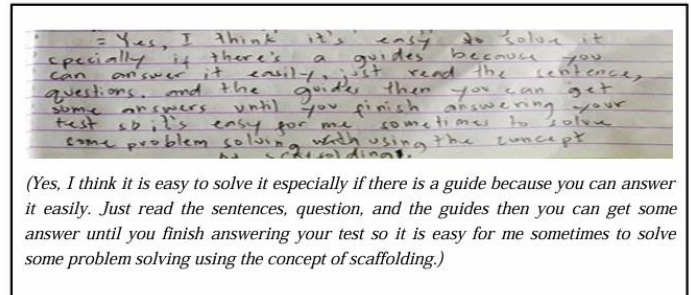 = Yes, I think it's easy to solve it
specially if there's a guides because you
can answer it easily, just read the sentence,
questions. and the guides then you can get
some answers until you finish answering your
test so it's easy for me sometimes to solve
some problem solving with using the concept
scaffolding.
(Yes, I think it is easy to solve it especially if there is a guide because you can answer
it easily. Just read the sentences, question, and the guides then you can get some
answer until you finish answering your test so it is easy for me sometimes to solve
some problem solving using the concept of scaffolding.)